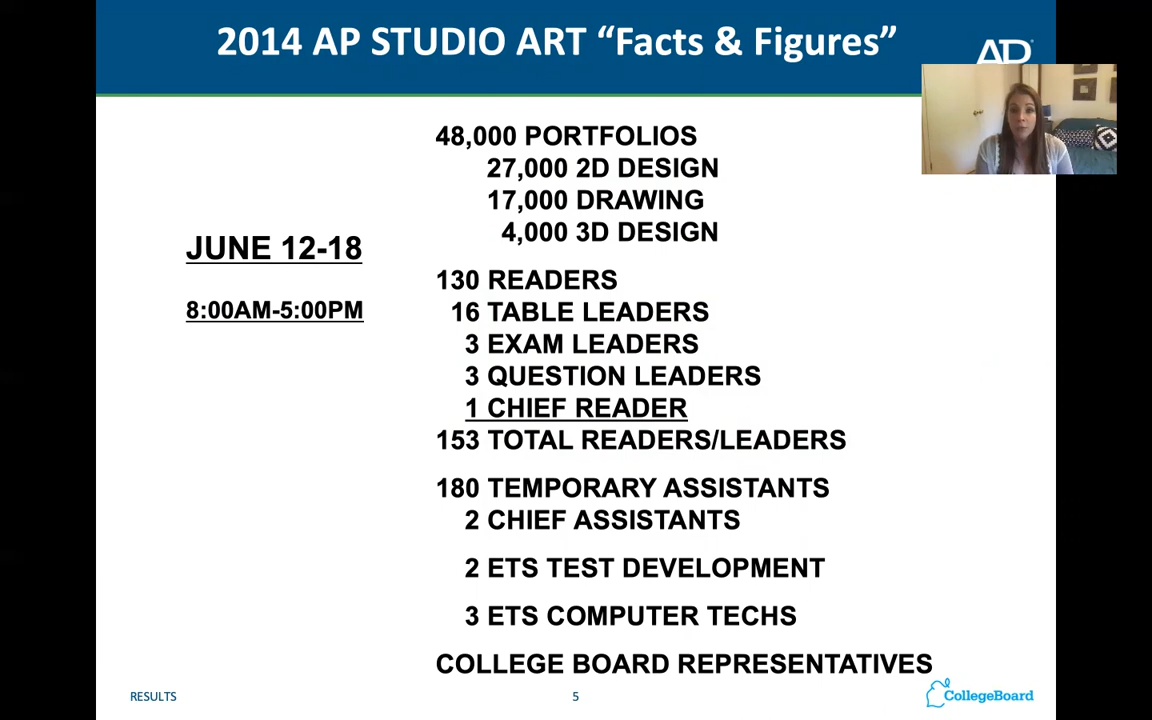 2014 AP STUDIO ART “Facts & Figures”
AP
48,000 PORTFOLIOS
27,000 2D DESIGN
17,000 DRAWING
4,000 3D DESIGN
JUNE 12-18
8:00AM-5:00PM
130 READERS
16 TABLE LEADERS
3 EXAM LEADERS
3 QUESTION LEADERS
1 CHIEF READER
153 TOTAL READERS/LEADERS
180 TEMPORARY ASSISTANTS
2 CHIEF ASSISTANTS
2 ETS TEST DEVELOPMENT
3 ETS COMPUTER TECHS
COLLEGE BOARD REPRESENTATIVES
RESULTS
5
CollegeBoard